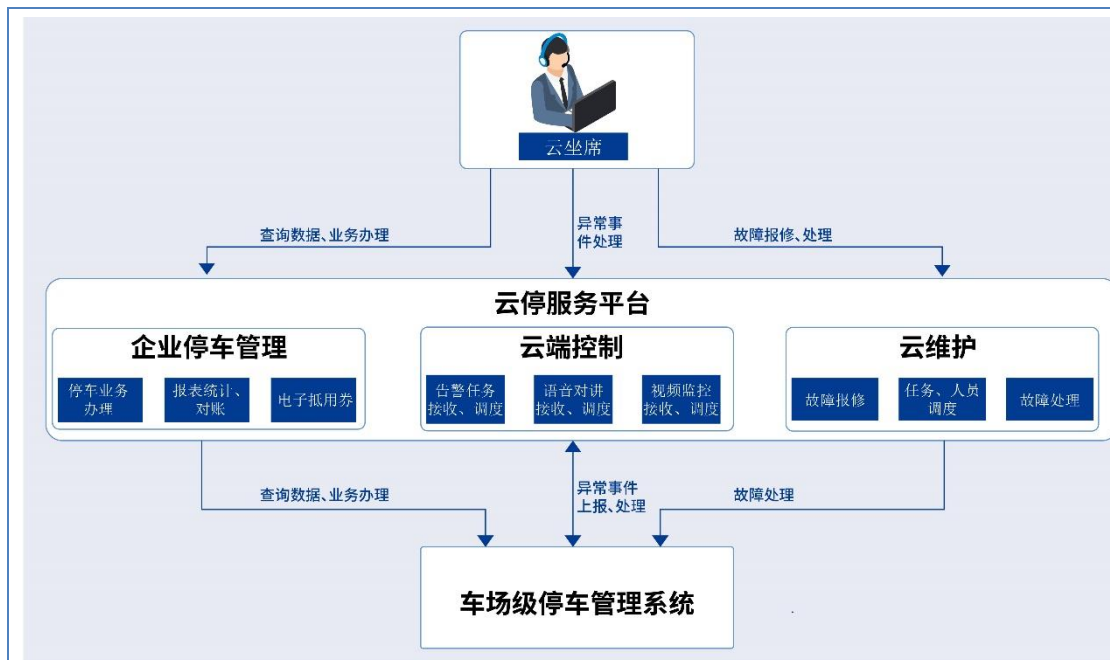 云坐席
查询数据、业务办理
异常事
件处理
故障报修、处理
云停服务平台
企业停车管理
云端控制
云维护
停车业务
办理
报表统计、
对账
电子抵用券
告警任务
接收、调度
语音对讲
接收、调度
视频监控
接收、调度
故障报修
任务、人员
调度
故障处理
查询数据、业务办理
异常事件
上报、处理
故障处理
车场级停车管理系统